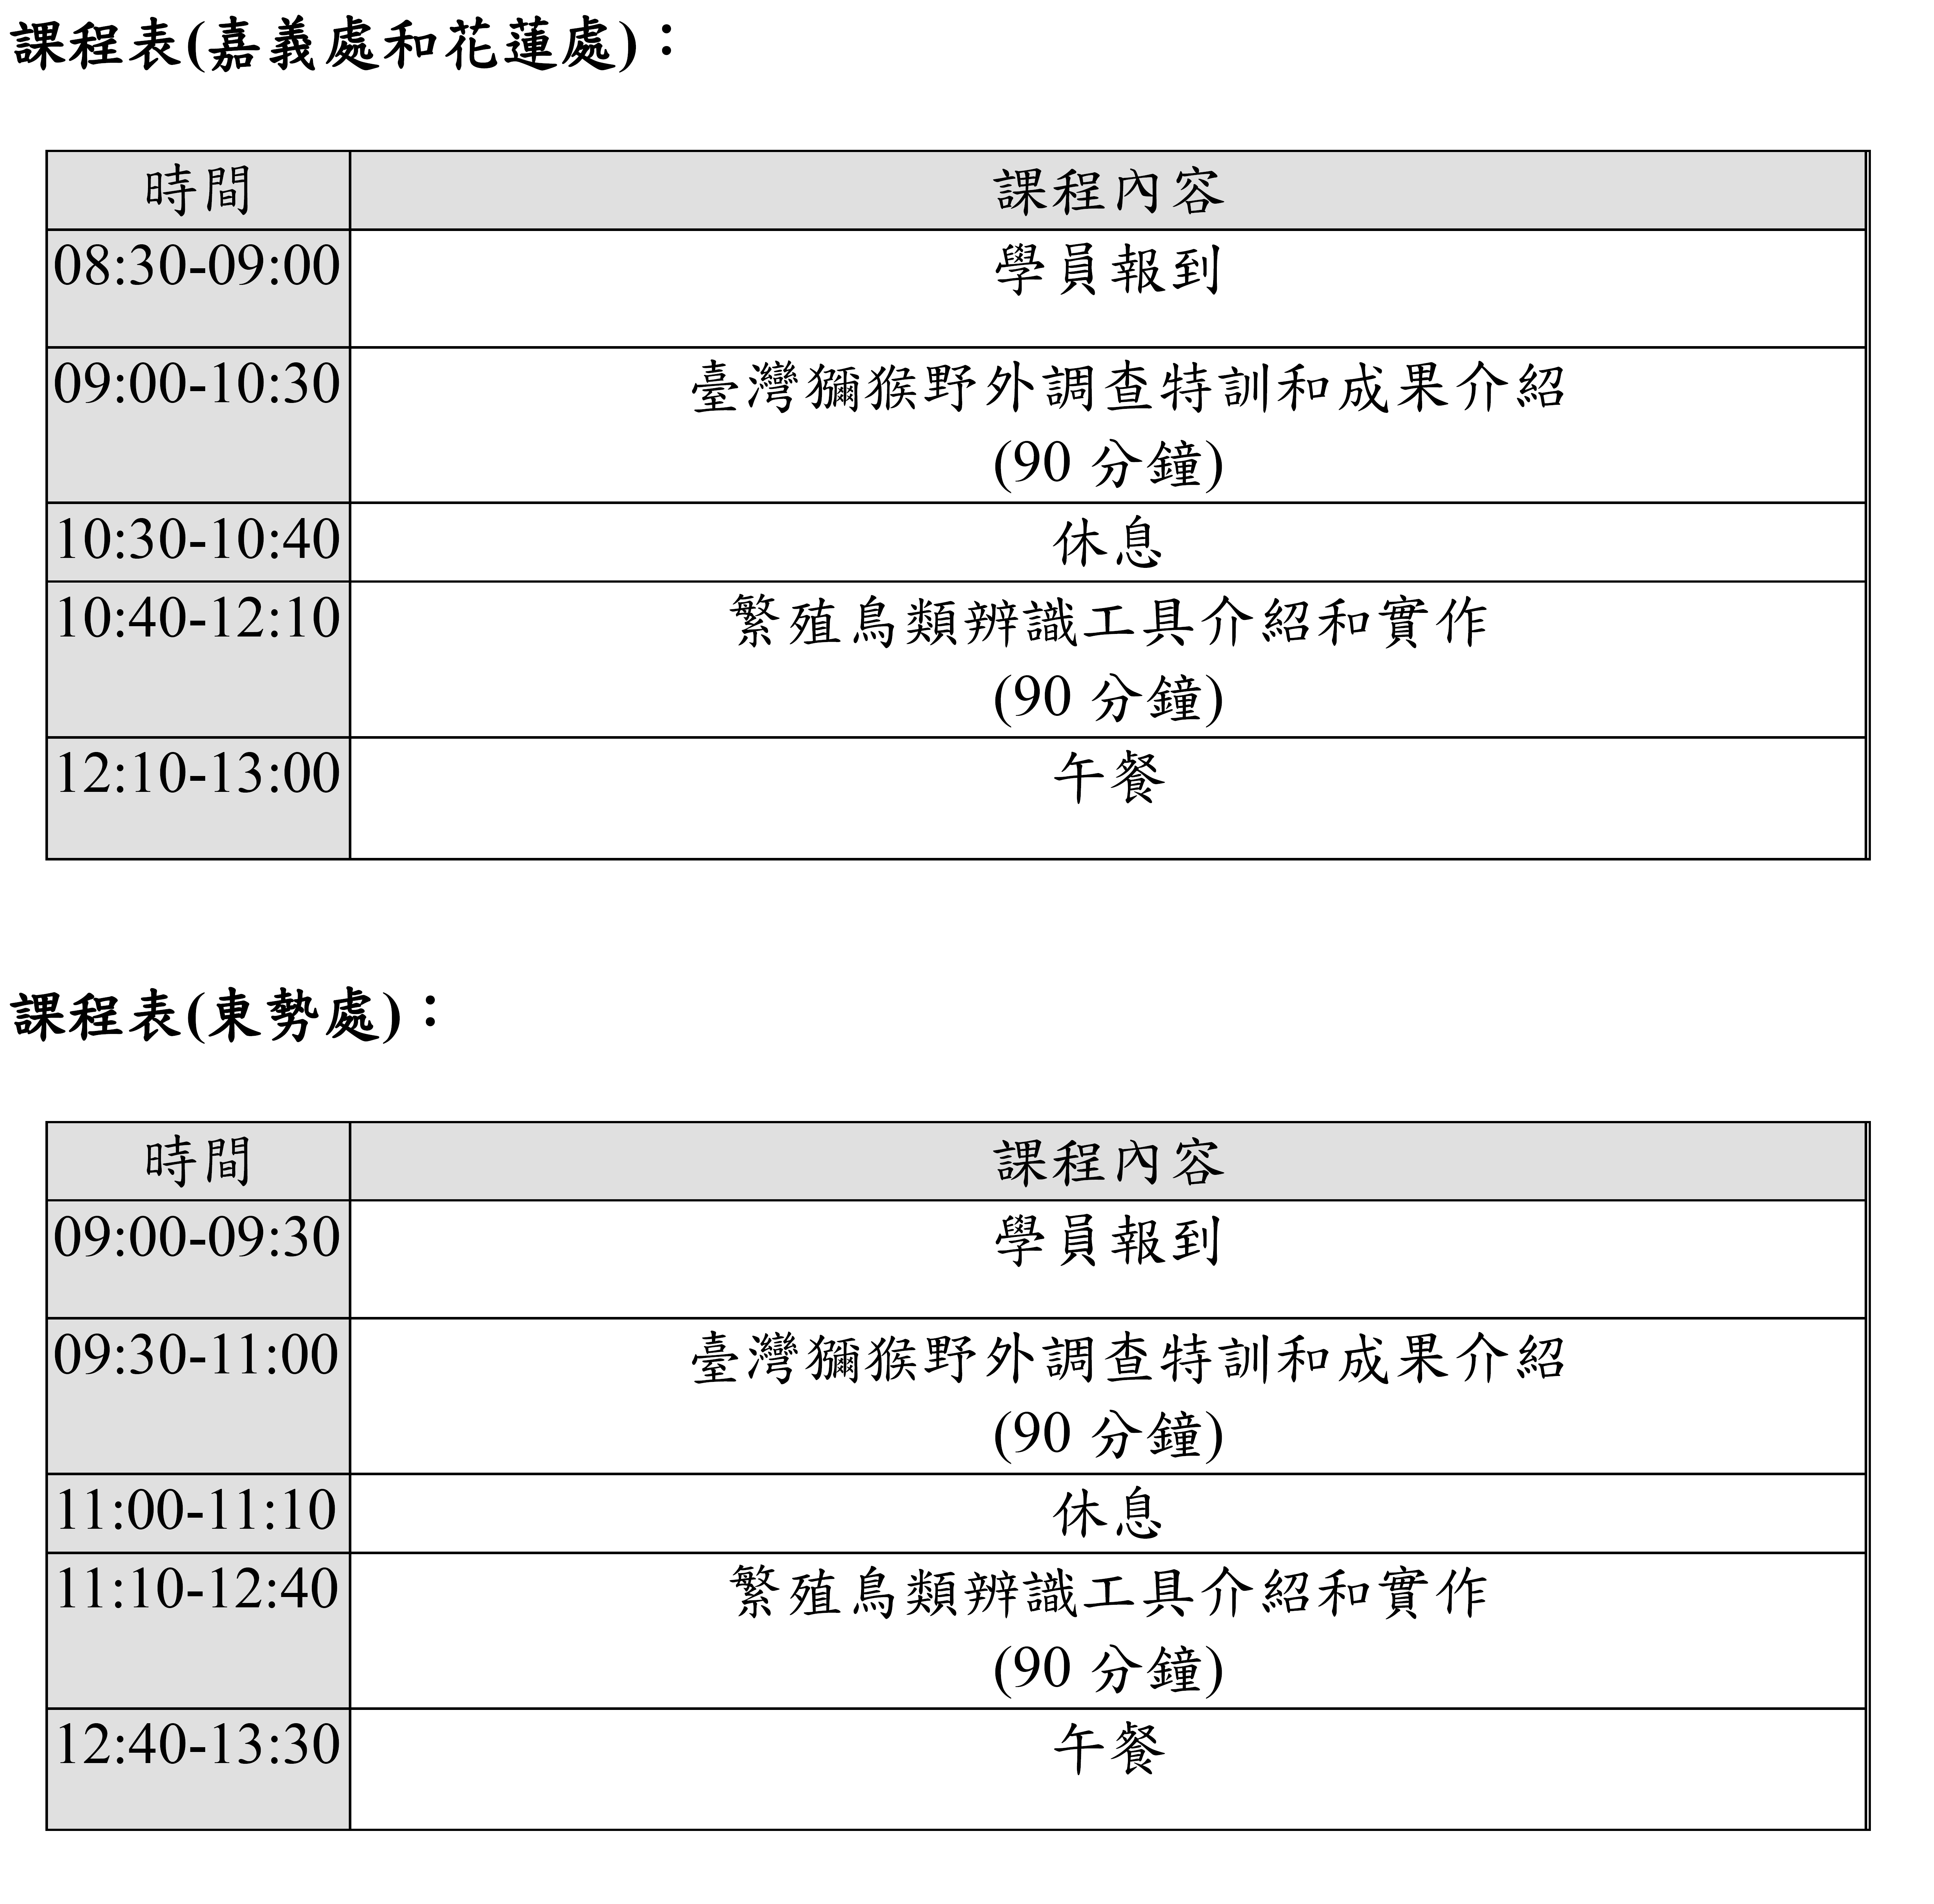 課程表(嘉義處和花蓮處)：
時間 課程內容
08:30-09:00 學員報到
09:00-10:30 臺灣獼猴野外調查特訓和成果介紹
(90 分鐘)
10:30-10:40 休息
10:40-12:10 繁殖鳥類辨識工具介紹和實作
(90 分鐘)
12:10-13:00 午餐
課程表(東勢處)：
時間 課程內容
09:00-09:30 學員報到
09:30-11:00 臺灣獼猴野外調查特訓和成果介紹
(90 分鐘)
11:00-11:10 休息
11:10-12:40 繁殖鳥類辨識工具介紹和實作
(90 分鐘)
12:40-13:30 午餐